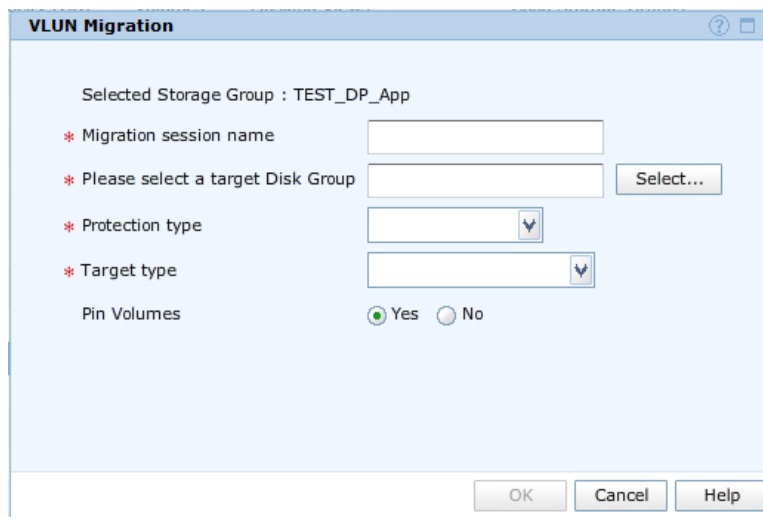 VLUN Migration
Selected Storage Group : TEST_DP_App
* Migration session name
* Please select a target Disk Group Select...
* Protection type
* Target type
Pin Volumes Yes No
OK Cancel Help